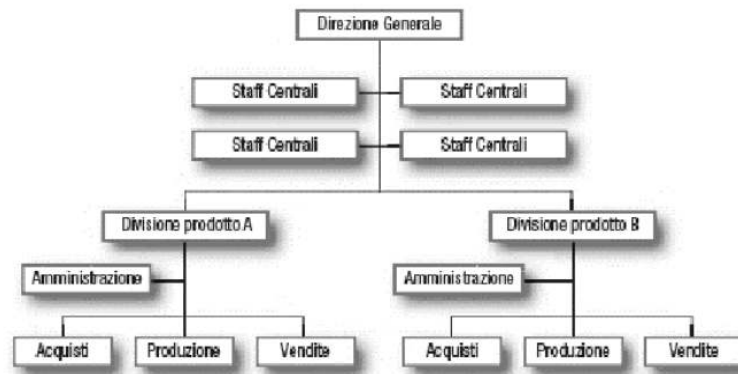 Direzione Generale
Staff Centrali Staff Centrali
Staff Centrali Staff Centrali
Divisione prodotto A Divisione prodotto B
Amministrazione Amministrazione
Acquisti Produzione Vendite Acquisti Produzione Vendite